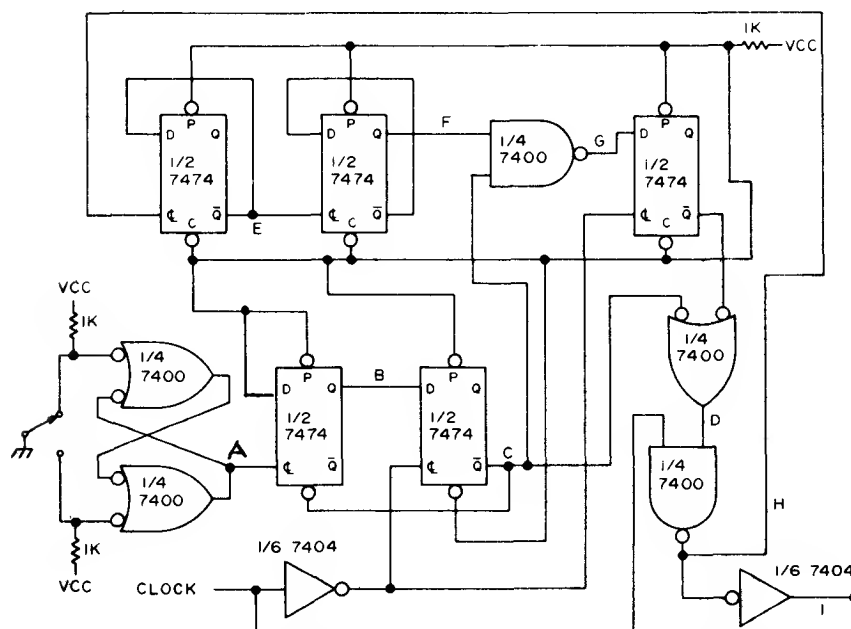 1K
VCC
P
D Q
1/2
7474
℄ Q̄
C
E
P
D Q
1/2
7474
℄ Q̄
C
F
1/4
7400
G
P
D Q
1/2
7474
℄ Q̄
C
VCC
1K
1/4
7400
1/4
7400
1K
VCC
A
P
D Q
1/2
7474
℄ Q̄
B
P
D Q
1/2
7474
℄ Q̄
C
1/4
7400
D
1/4
7400
H
1/6 7404
CLOCK
1/6 7404
I